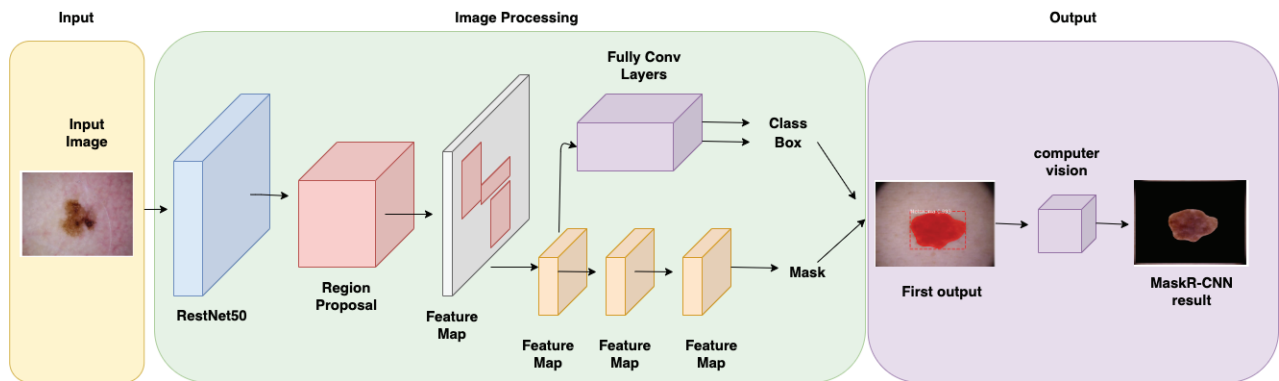 Input
Image Processing
Output
Input
Image
RestNet50
Region
Proposal
Feature
Map
Fully Conv
Layers
Class
Box
Feature
Map
Feature
Map
Feature
Map
Mask
First output
computer
vision
MaskR-CNN
result